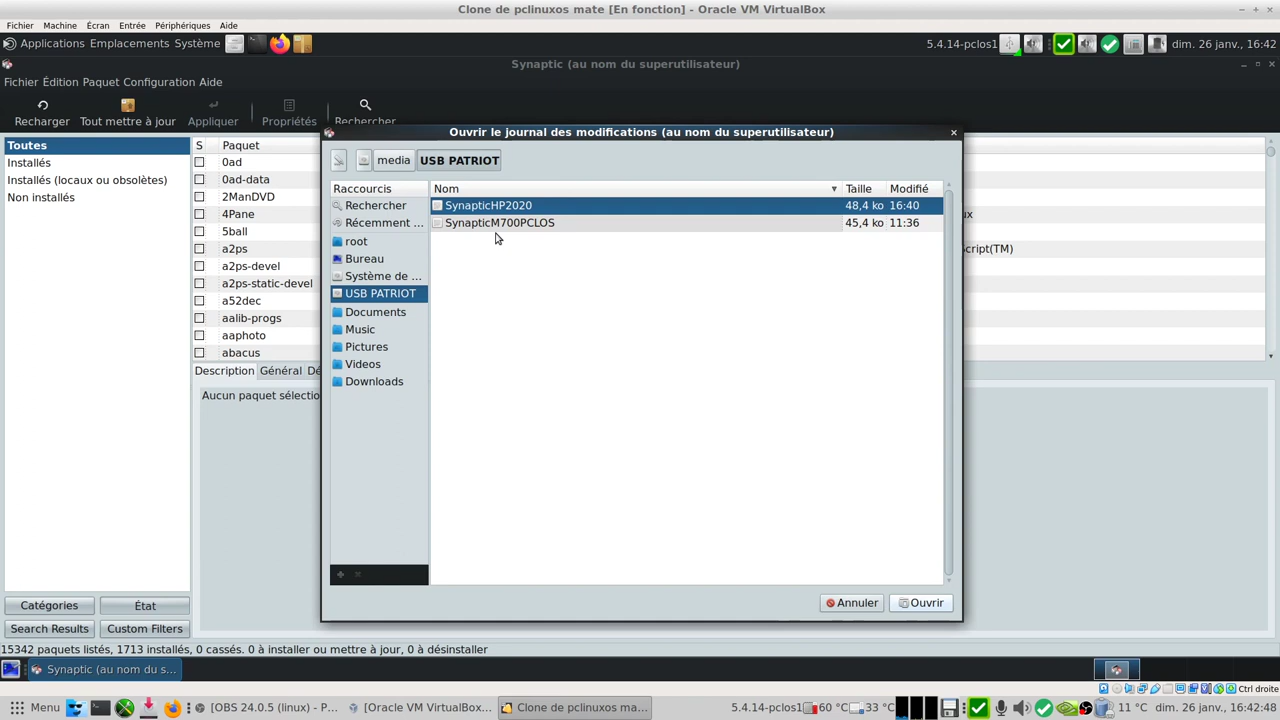 Clone de pclinuxos mate [En fonction] - Oracle VM VirtualBox
Fichier Machine Écran Entrée Périphériques Aide
Applications Emplacements Système 5.4.14-pclos1 dim. 26 janv., 16:42
Synaptic (au nom du superutilisateur)
Fichier Édition Paquet Configuration Aide
Recharger Tout mettre à jour Appliquer Propriétés Rechercher
Ouvrir le journal des modifications (au nom du superutilisateur)
Toutes
Installés
Installés (locaux ou obsolètes)
Non installés
S Paquet
0ad
0ad-data
2ManDVD
4Pane
5ball
a2ps
a2ps-devel
a2ps-static-devel
a52dec
aalib-progs
aaphoto
abacus
ux
cript(TM)
media USB PATRIOT
Raccourcis
Rechercher
Récemment ...
root
Bureau
Système de ...
USB PATRIOT
Documents
Music
Pictures
Videos
Downloads
Nom Taille Modifié
SynapticHP2020 48,4 ko 16:40
SynapticM700PCLOS 45,4 ko 11:36
Annuler Ouvrir
Description Général Dé
Aucun paquet sélectio
Catégories État
Search Results Custom Filters
15342 paquets listés, 1713 installés, 0 cassés. 0 à installer ou mettre à jour, 0 à désinstaller
Synaptic (au nom du s...
Ctrl droite
Menu [OBS 24.0.5 (linux) - P... [Oracle VM VirtualBox... Clone de pclinuxos ma... 5.4.14-pclos1 60 °C 33 °C 11 °C dim. 26 janv., 16:42:48